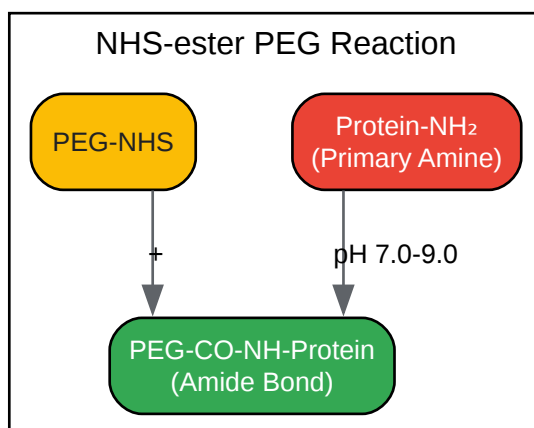 NHS-ester PEG Reaction
PEG-NHS
Protein-NH₂
(Primary Amine)
+
pH 7.0-9.0
PEG-CO-NH-Protein
(Amide Bond)